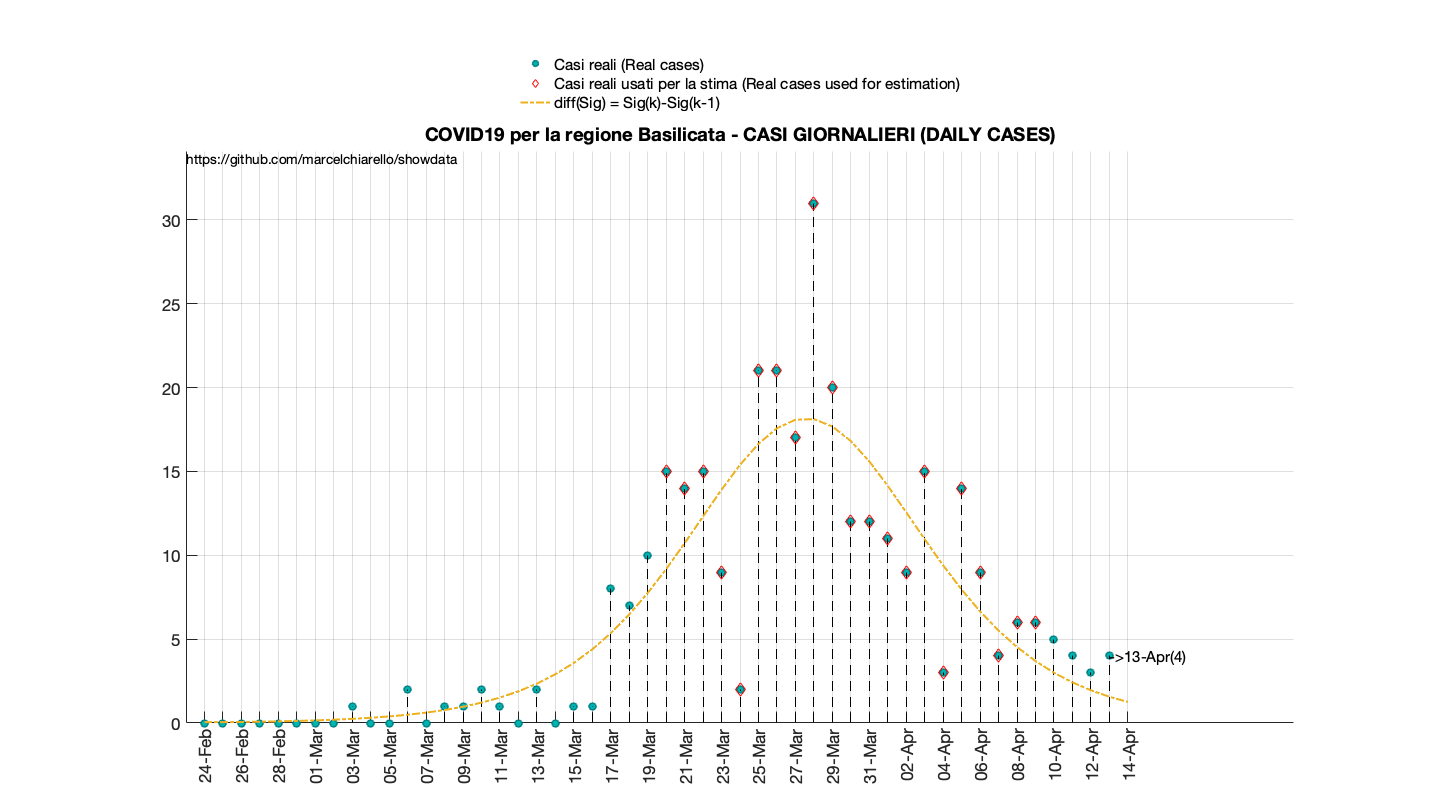 Casi reali (Real cases)
Casi reali usati per la stima (Real cases used for estimation)
diff(Sig) = Sig(k)-Sig(k-1)
COVID19 per la regione Basilicata - CASI GIORNALIERI (DAILY CASES)
https://github.com/marcelchiarello/showdata
30
25
20
15
10
5
0
->13-Apr(4)
24-Feb
26-Feb
28-Feb
01-Mar
03-Mar
05-Mar
07-Mar
09-Mar
11-Mar
13-Mar
15-Mar
17-Mar
19-Mar
21-Mar
23-Mar
25-Mar
27-Mar
29-Mar
31-Mar
02-Apr
04-Apr
06-Apr
08-Apr
10-Apr
12-Apr
14-Apr